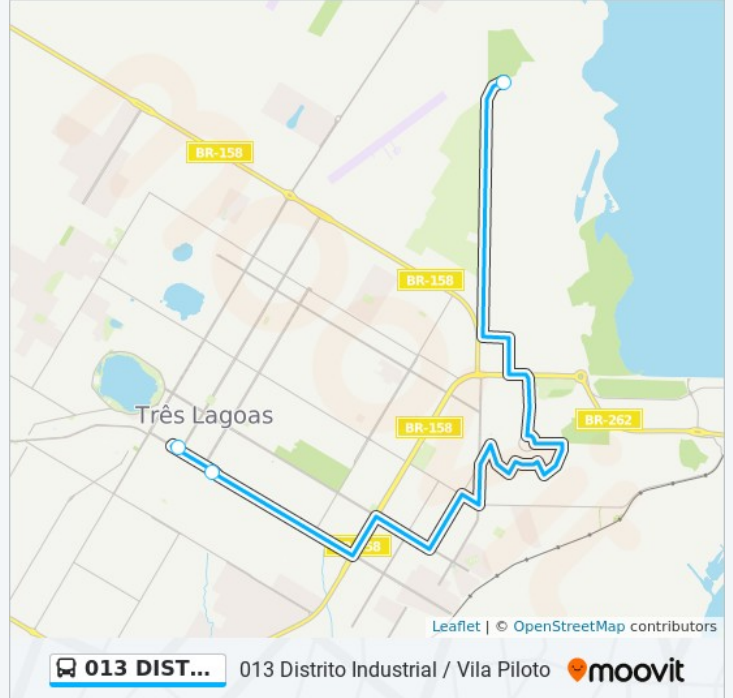 BR-158
BR-158
Três Lagoas
BR-158
BR-262
58
Leaflet | © OpenStreetMap contributors
013 DIST... 013 Distrito Industrial / Vila Piloto moovit